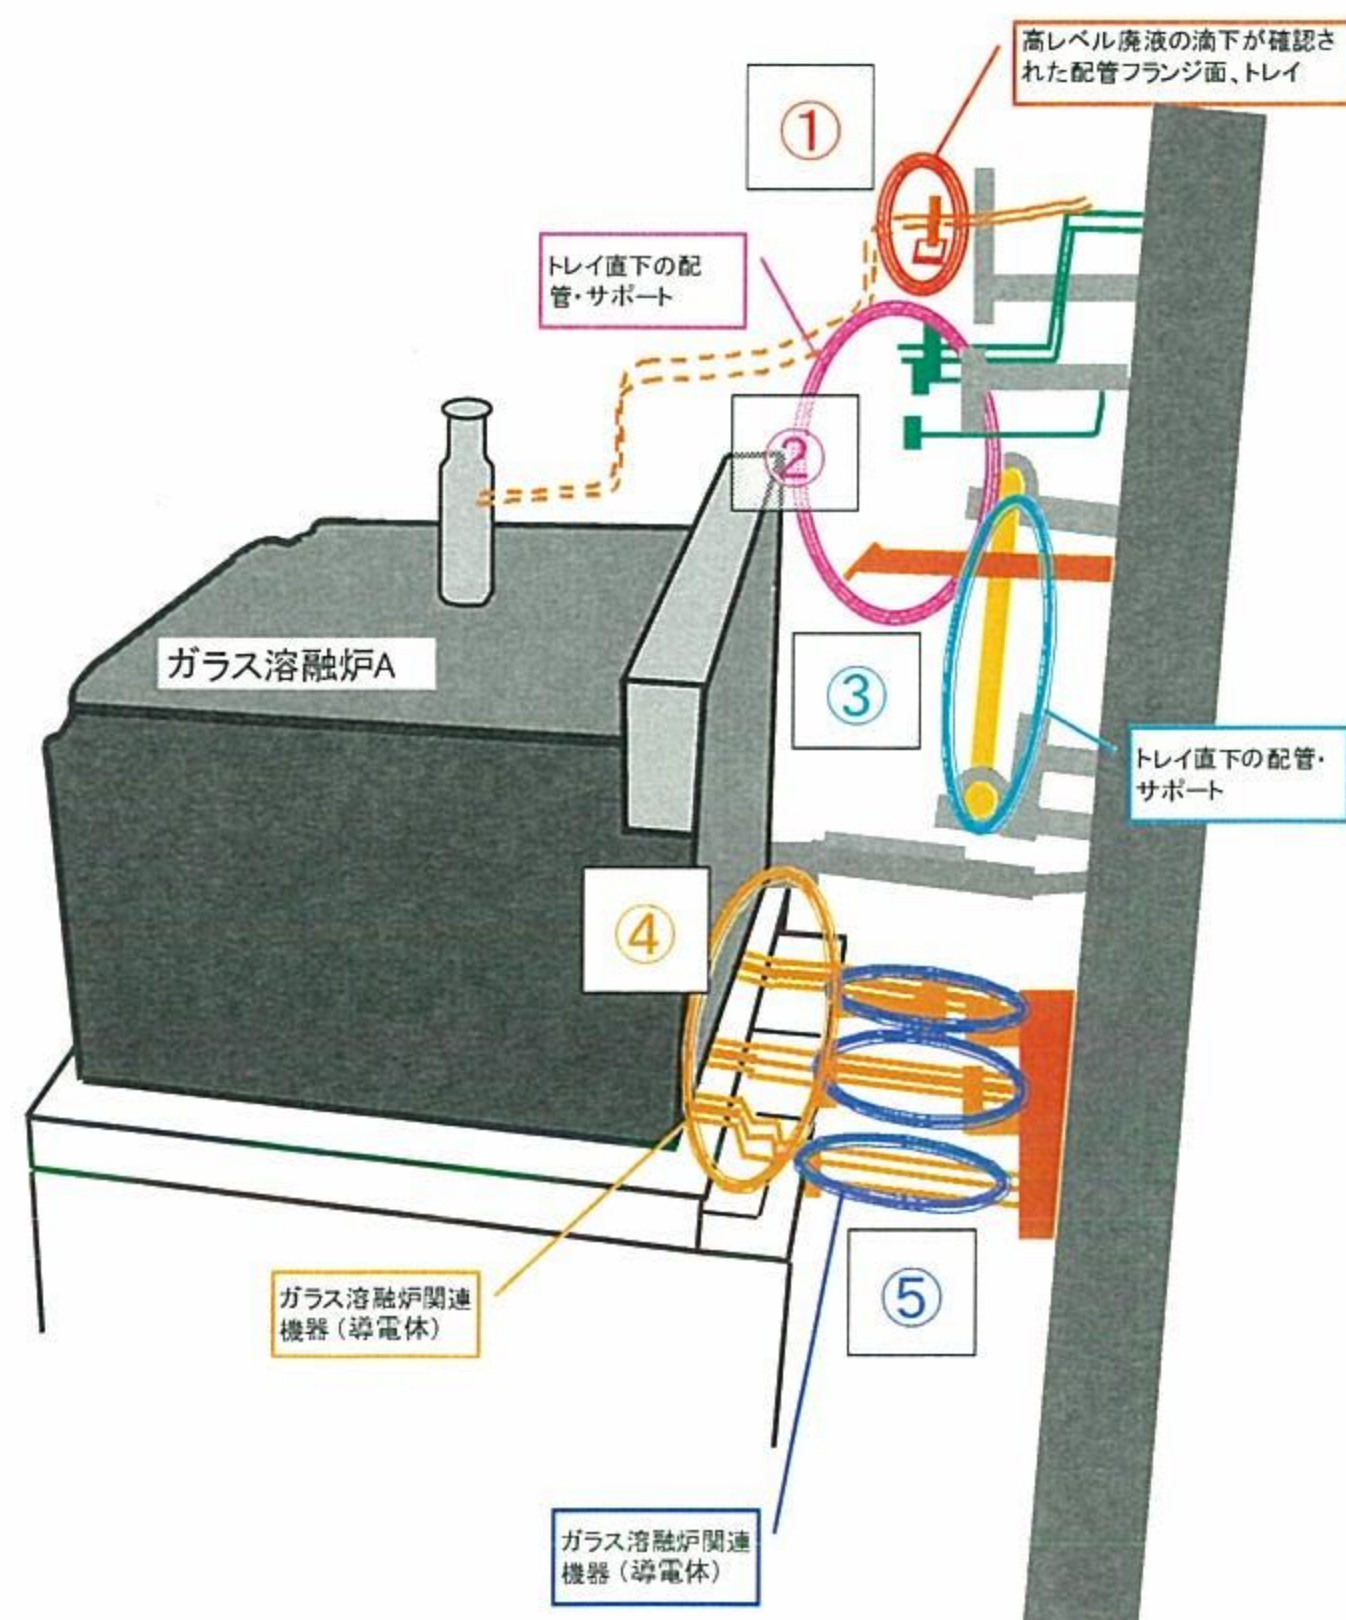 高レベル廃液の滴下が確認さ
れた配管フランジ面、トレイ
①
トレイ直下の配
管・サポート
②
ガラス溶融炉A
③
トレイ直下の配管・
サポート
④
ガラス溶融炉関連
機器（導電体）
⑤
ガラス溶融炉関連
機器（導電体）